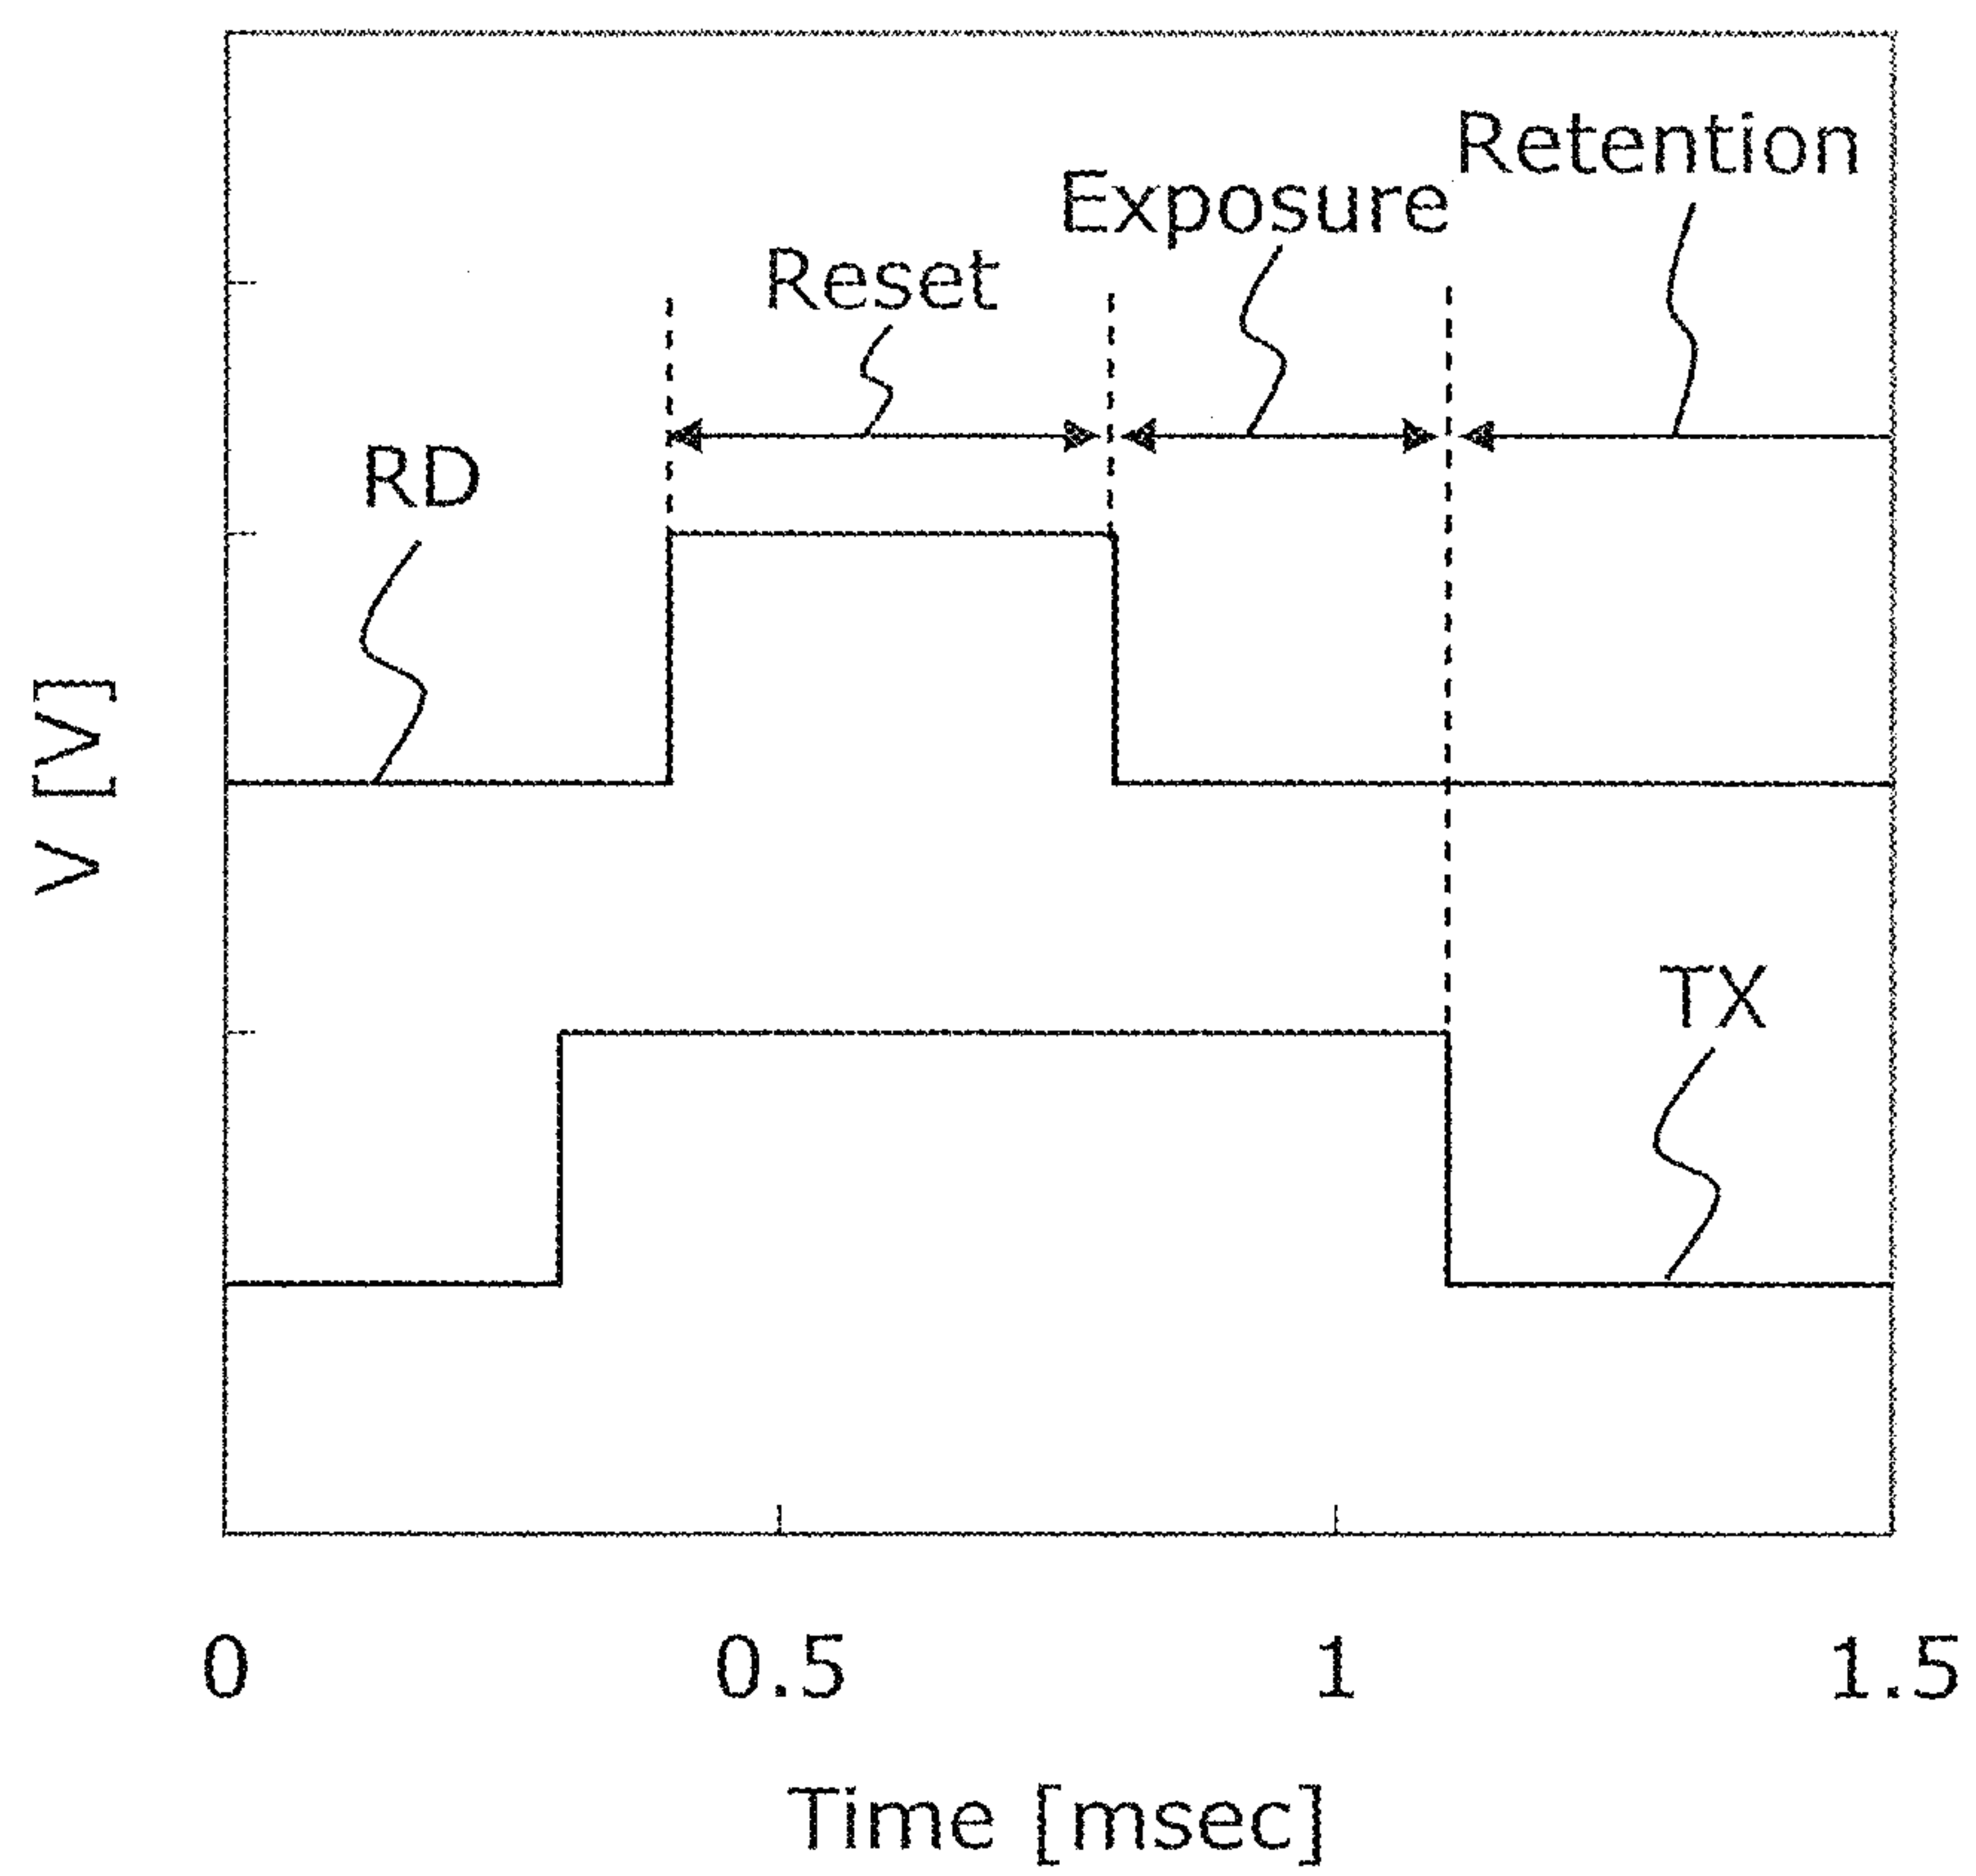 Retention
Exposure
Reset
RD
V [V]
TX
0 0.5 1 1.5
Time [msec]